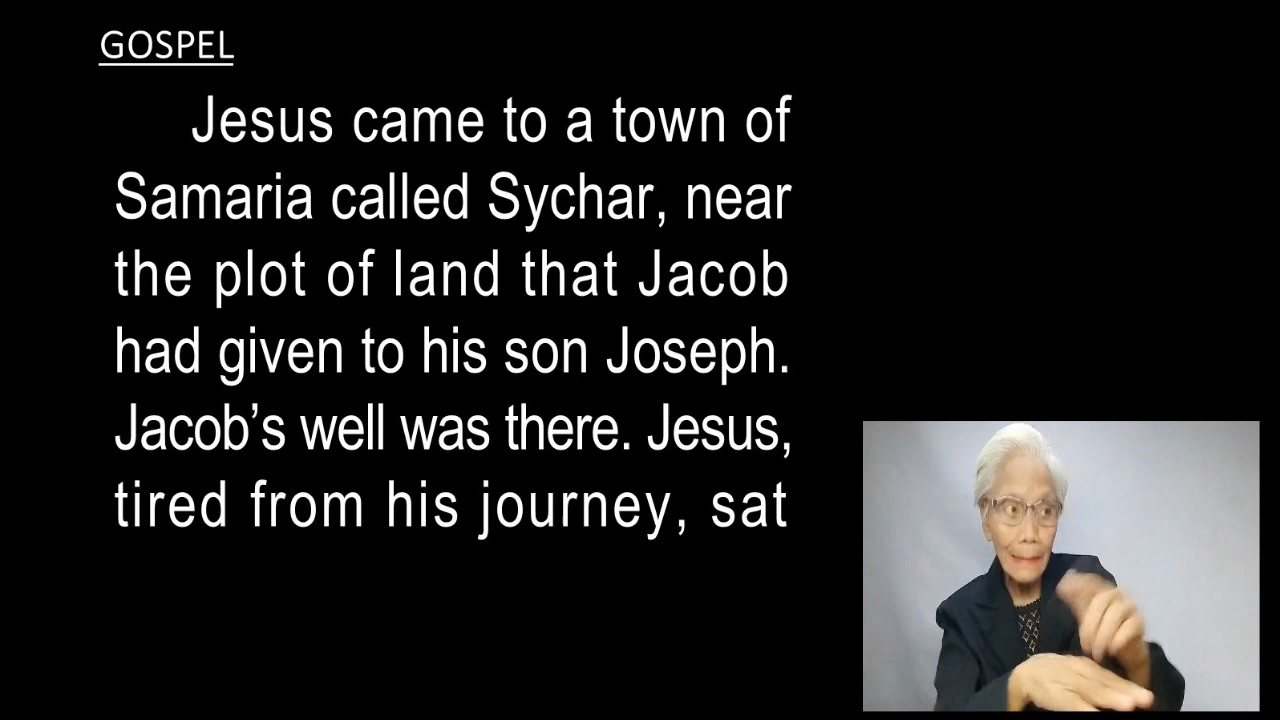 GOSPEL
Jesus came to a town of
Samaria called Sychar, near
the plot of land that Jacob
had given to his son Joseph.
Jacob’s well was there. Jesus,
tired from his journey, sat